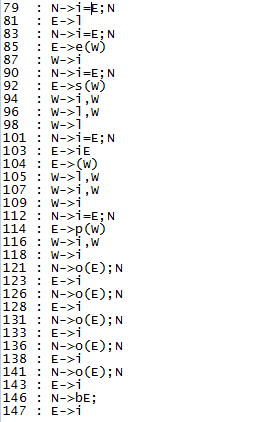 79  : N->i=E;N
81  : E->l
83  : N->i=E;N
85  : E->e(W)
87  : W->i
90  : N->i=E;N
92  : E->s(W)
94  : W->i,W
96  : W->l,W
98  : W->l
101 : N->i=E;N
103 : E->iE
104 : E->(W)
105 : W->l,W
107 : W->i,W
109 : W->i
112 : N->i=E;N
114 : E->p(W)
116 : W->i,W
118 : W->i
121 : N->o(E);N
123 : E->i
126 : N->o(E);N
128 : E->i
131 : N->o(E);N
133 : E->i
136 : N->o(E);N
138 : E->i
141 : N->o(E);N
143 : E->i
146 : N->bE;
147 : E->i